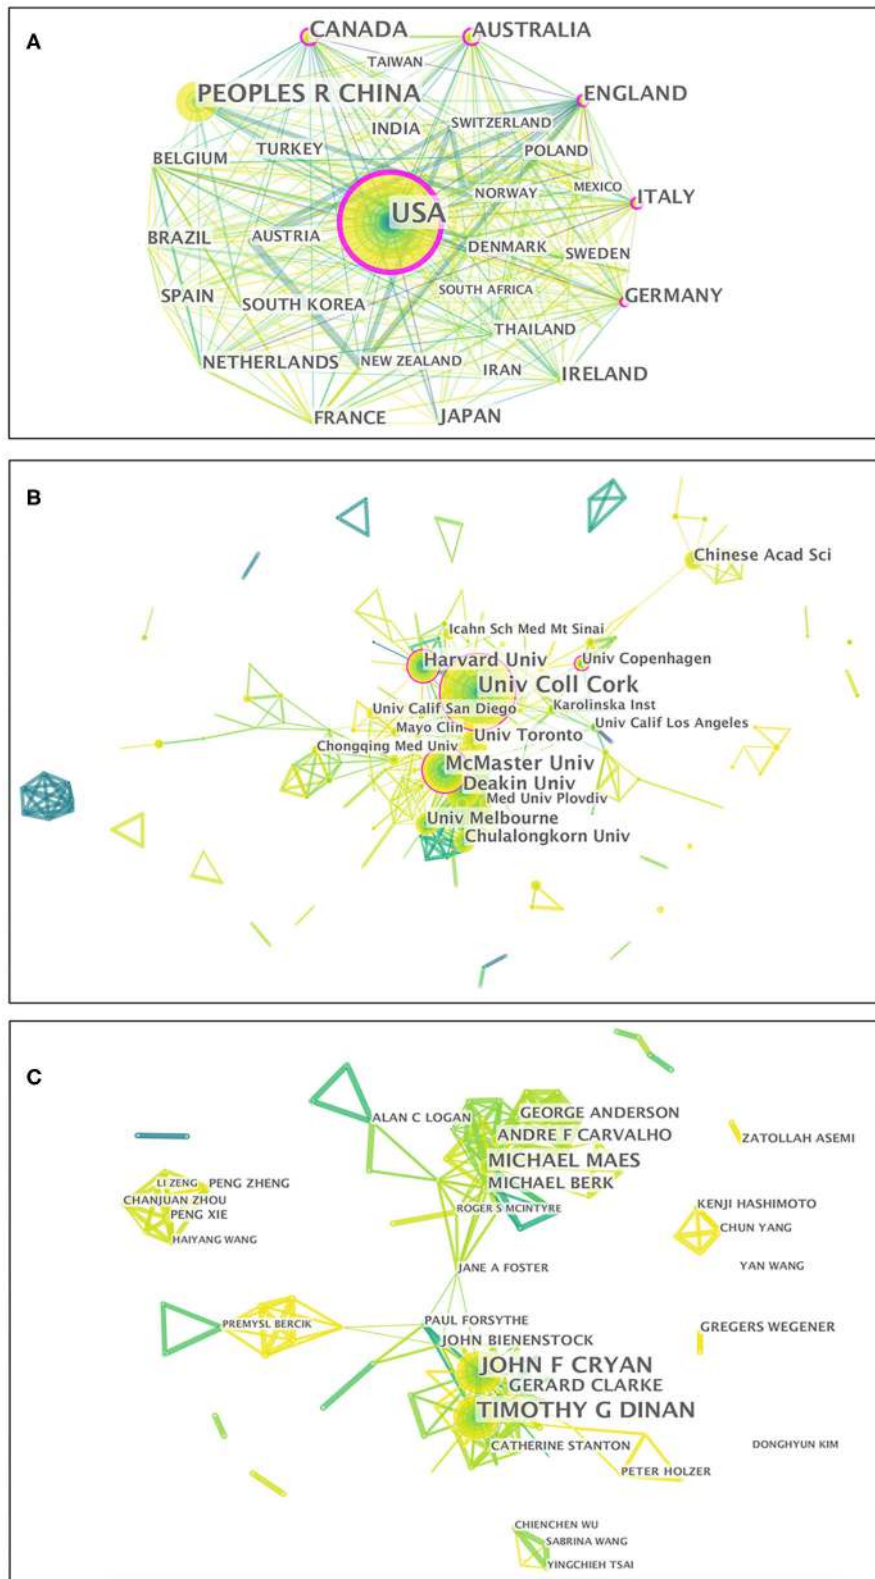 A
CANADA
AUSTRALIA
TAIWAN
PEOPLES R CHINA
ENGLAND
INDIA
SWITZERLAND
TURKEY
POLAND
BELGIUM
NORWAY
MEXICO
ITALY
USA
BRAZIL
AUSTRIA
DENMARK
SWEDEN
SOUTH AFRICA
SPAIN
SOUTH KOREA
GERMANY
THAILAND
NETHERLANDS
NEW ZEALAND
IRAN
IRELAND
FRANCE
JAPAN
B
Chinese Acad Sci
Icahn Sch Med Mt Sinai
Harvard Univ
Univ Copenhagen
Univ Coll Cork
Univ Calif San Diego
Karolinska Inst
Mayo Clin
Univ Calif Los Angeles
Univ Toronto
Chongqing Med Univ
McMaster Univ
Deakin Univ
Med Univ Plovdiv
Univ Melbourne
Chulalongkorn Univ
C
ALAN C LOGAN
GEORGE ANDERSON
ANDRE F CARVALHO
ZATOLLAH ASEMI
MICHAEL MAES
LI ZENG
PENG ZHENG
MICHAEL BERK
CHANJUAN ZHOU
KENJI HASHIMOTO
PENG XIE
ROGER S MCINTYRE
CHUN YANG
HAIYANG WANG
JANE A FOSTER
YAN WANG
PREMYSL BERCIK
PAUL FORSYTHE
GREGERS WEGENER
JOHN BIENENSTOCK
JOHN F CRYAN
GERARD CLARKE
TIMOTHY G DINAN
CATHERINE STANTON
DONGHYUN KIM
PETER HOLZER
CHIENCHEN WU
SABRINA WANG
YINGCHIEH TSAI